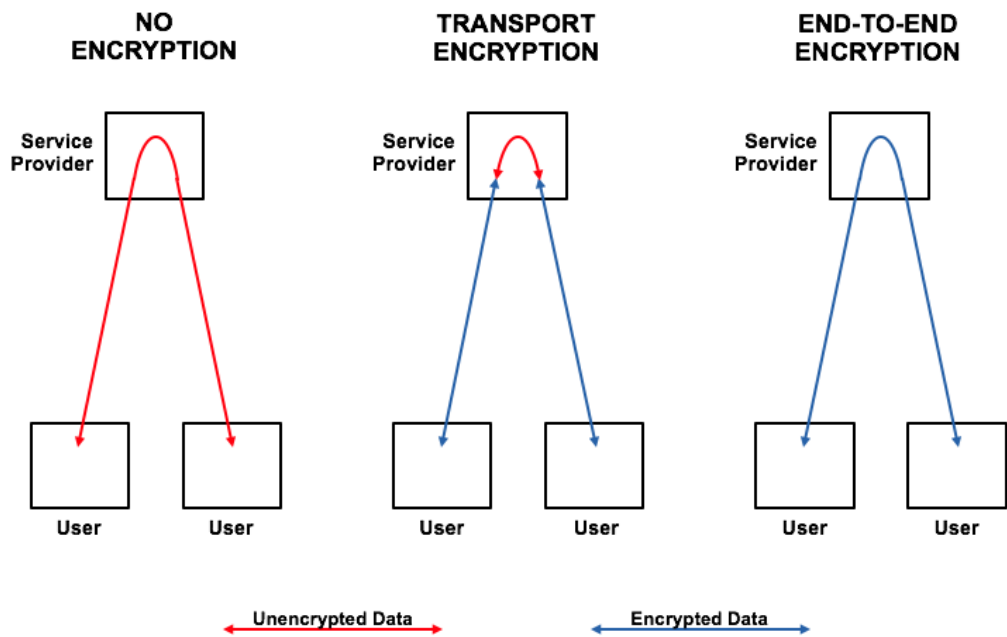 NO
ENCRYPTION
TRANSPORT
ENCRYPTION
END-TO-END
ENCRYPTION
Service
Provider
Service
Provider
Service
Provider
User
User
User
User
User
User
Unencrypted Data
Encrypted Data